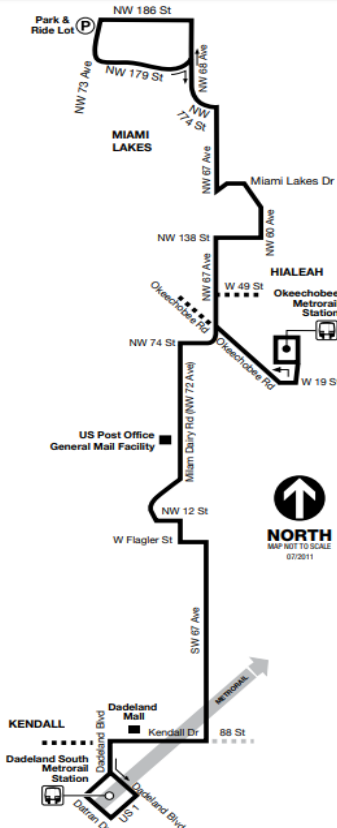 NW 186 St
Park &
Ride Lot
P
NW 73 Ave
NW 179 St
NW 68 Ave
NW
774 St
MIAMI
LAKES
NW 67 Ave
Miami Lakes Dr
NW 60 Ave
NW 138 St
NW 67 Ave
HIALEAH
W 49 St
Okeechobee Rd
Okeechobee
Metrorail
Station
NW 74 St
Okeechobee Rd
W 19 St
Milam Dairy Rd (NW 72 Ave)
US Post Office
General Mail Facility
NW 12 St
NORTH
MAP NOT TO SCALE
07/2011
W Flagler St
SW 67 Ave
METRORAIL
Dadeland
Mall
KENDALL
Dadeland Blvd
Kendall Dr
88 St
Dadeland South
Metrorail
Station
Dadeland Blvd
US 1
Datran